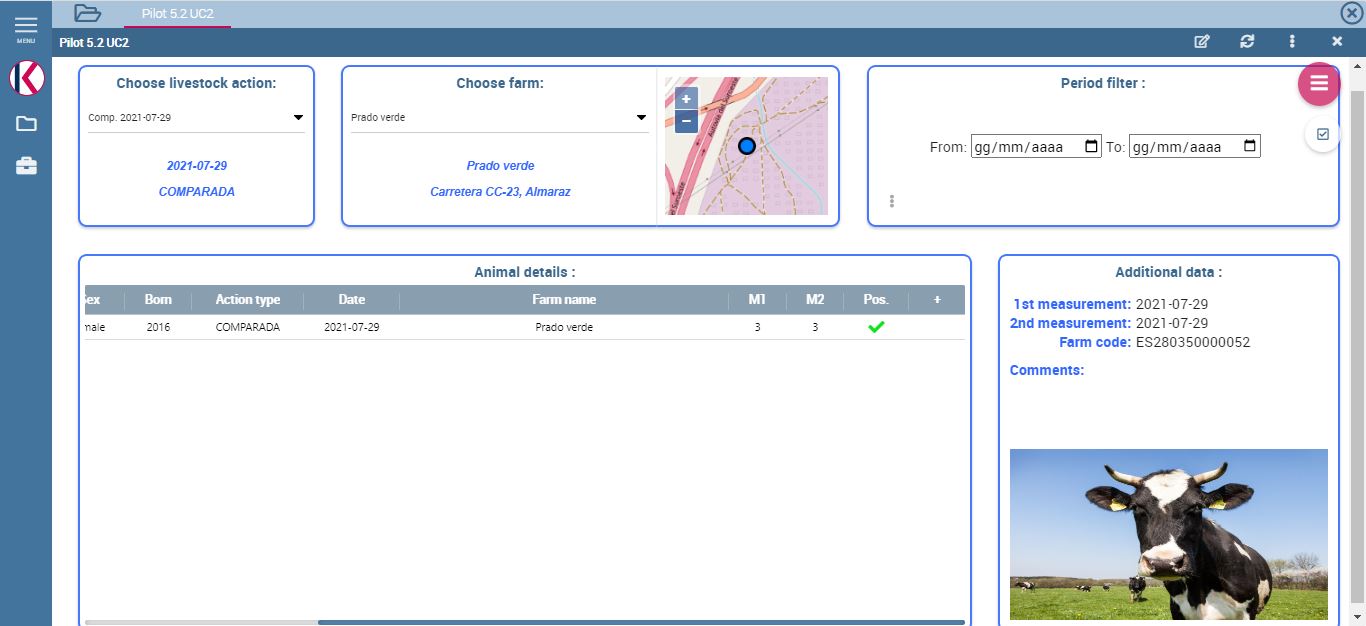 Pilot 5.2 UC2
MENU
Pilot 5.2 UC2
Choose livestock action:
Comp. 2021-07-29
2021-07-29
COMPARADA
Choose farm:
Prado verde
Prado verde
Carretera CC-23, Almaraz
+
−
Autovía del Suroeste
Period filter :
From: gg/mm/aaaa To: gg/mm/aaaa
Animal details :
ex Born Action type Date Farm name M1 M2 Pos. +
male 2016 COMPARADA 2021-07-29 Prado verde 3 3
Additional data :
1st measurement: 2021-07-29
2nd measurement: 2021-07-29
Farm code: ES280350000052
Comments: